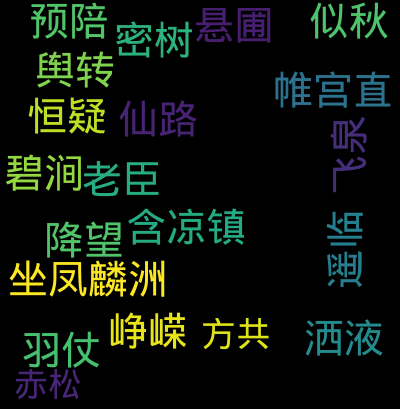 预陪
密树
悬圃
似秋
舆转
帷宫直
恒疑
仙路
飞泉
碧涧
老臣
含凉镇
降望
遥临
坐凤麟洲
峥嵘
方共
洒液
羽仗
赤松